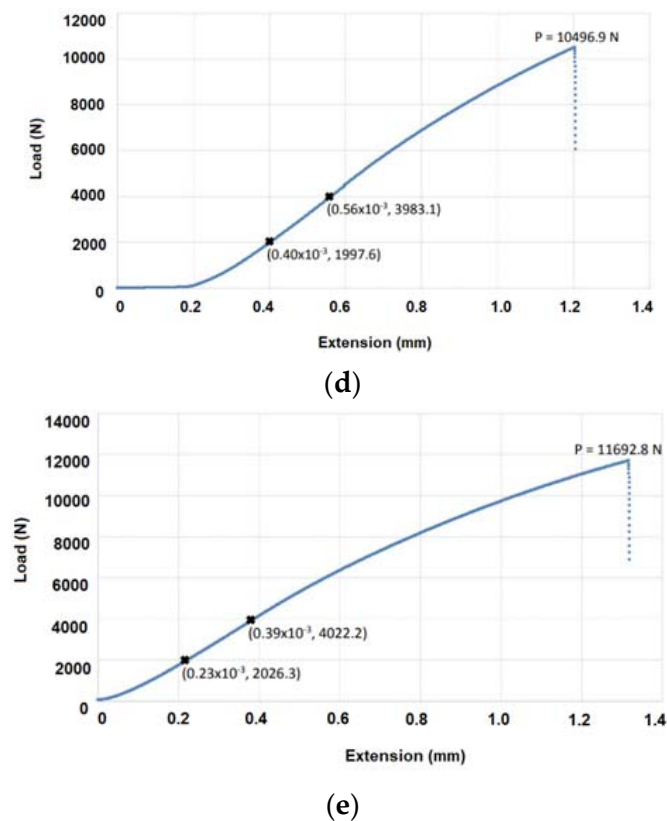 12000
P = 10496.9 N
10000
8000
6000
4000
(0.56x10⁻³, 3983.1)
2000
(0.40x10⁻³, 1997.6)
0
Load (N)
0 0.2 0.4 0.6 0.8 1.0 1.2 1.4
Extension (mm)
(d)
14000
P = 11692.8 N
12000
10000
8000
6000
4000
(0.39x10⁻³, 4022.2)
2000
(0.23x10⁻³, 2026.3)
0
Load (N)
0 0.2 0.4 0.6 0.8 1.0 1.2 1.4
Extension (mm)
(e)